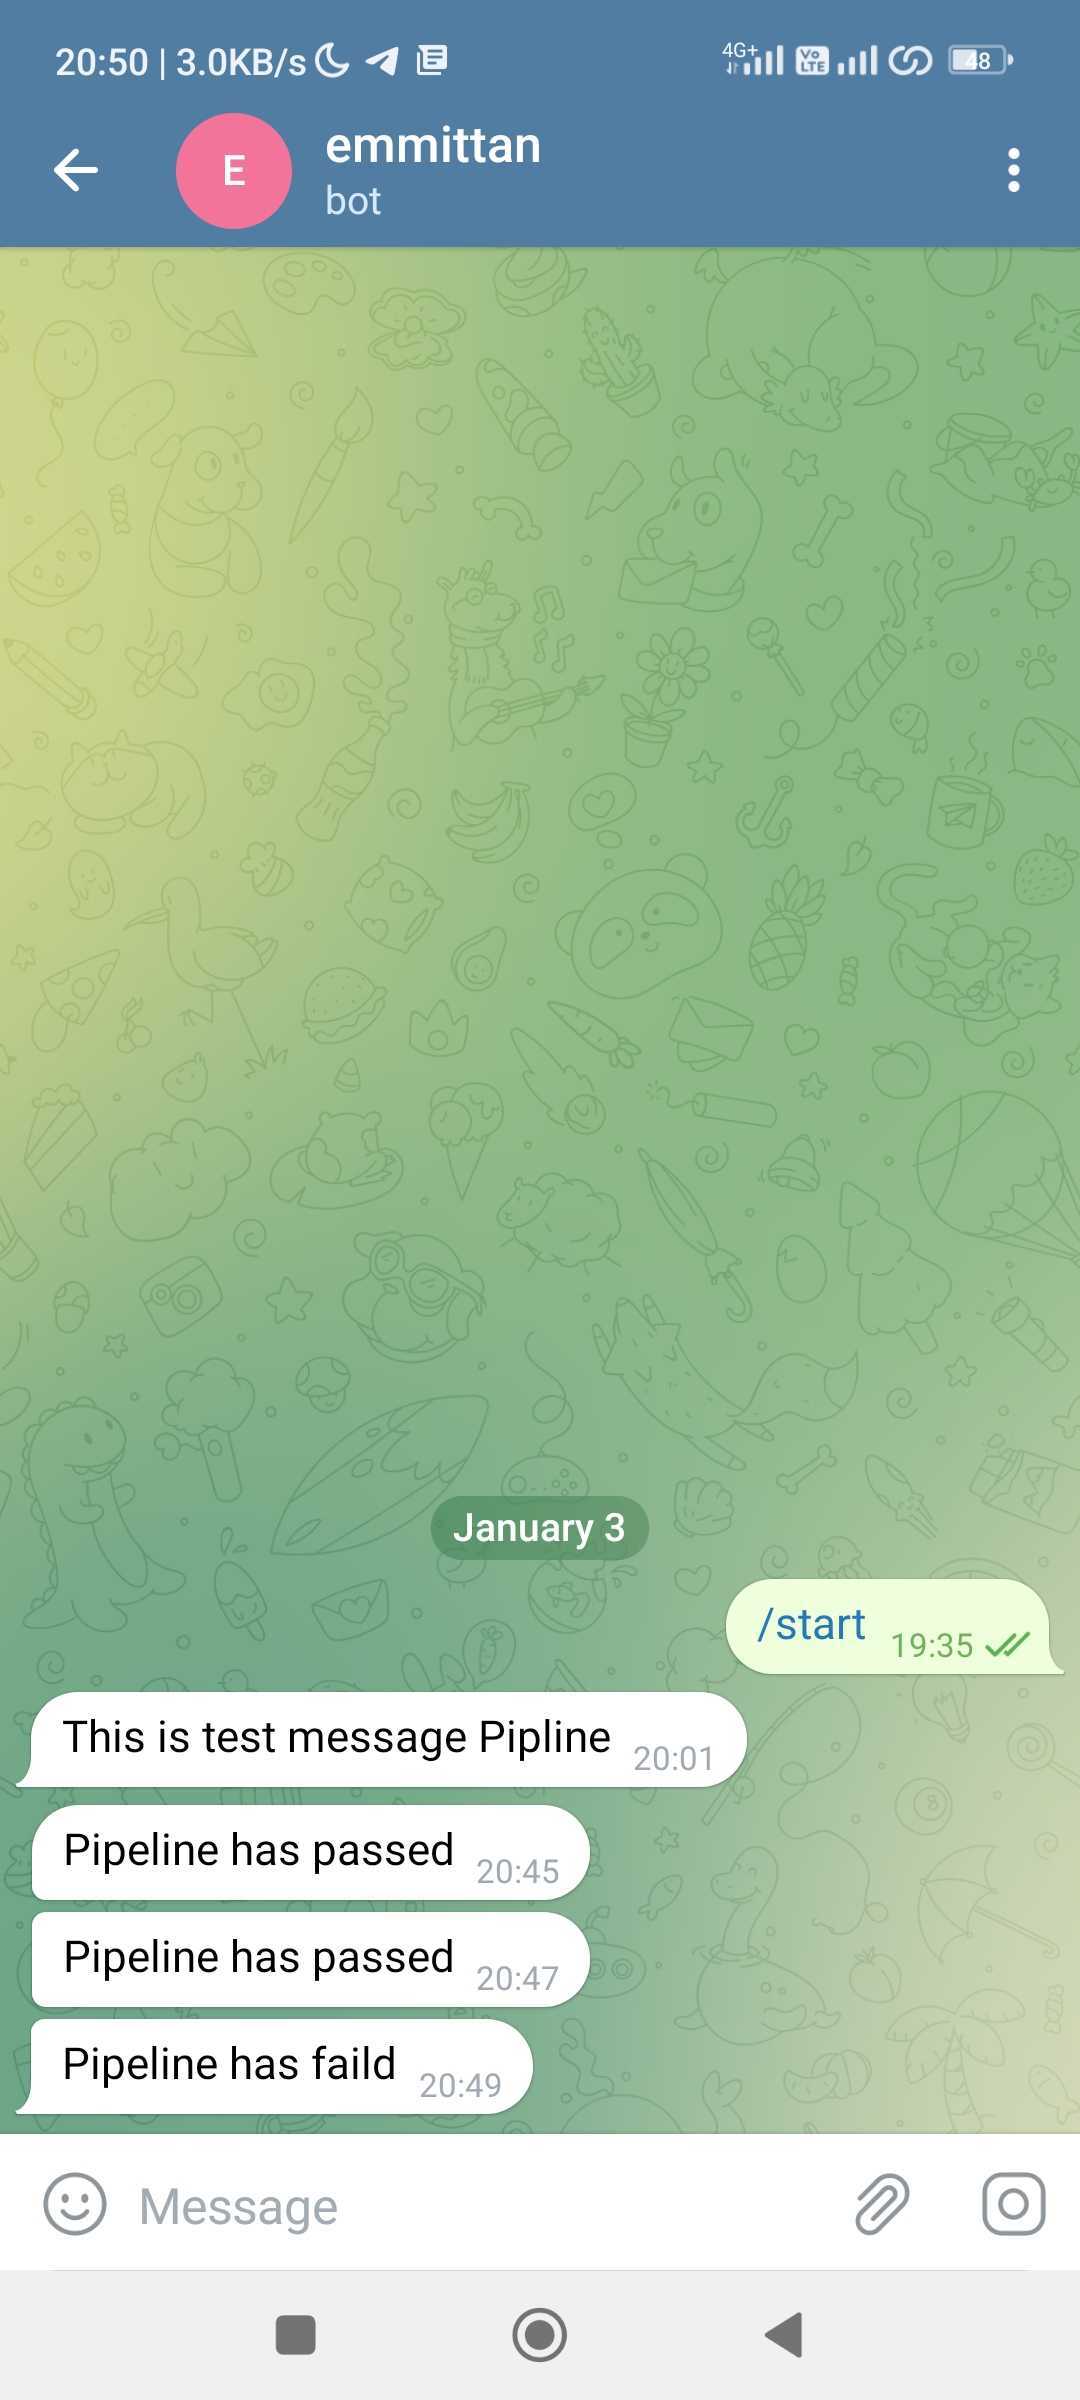 20:50 | 3.0KB/s
4G+
Vo
LTE
48
E
emmittan
bot
January 3
/start 19:35
This is test message Pipline 20:01
Pipeline has passed 20:45
Pipeline has passed 20:47
Pipeline has faild 20:49
Message